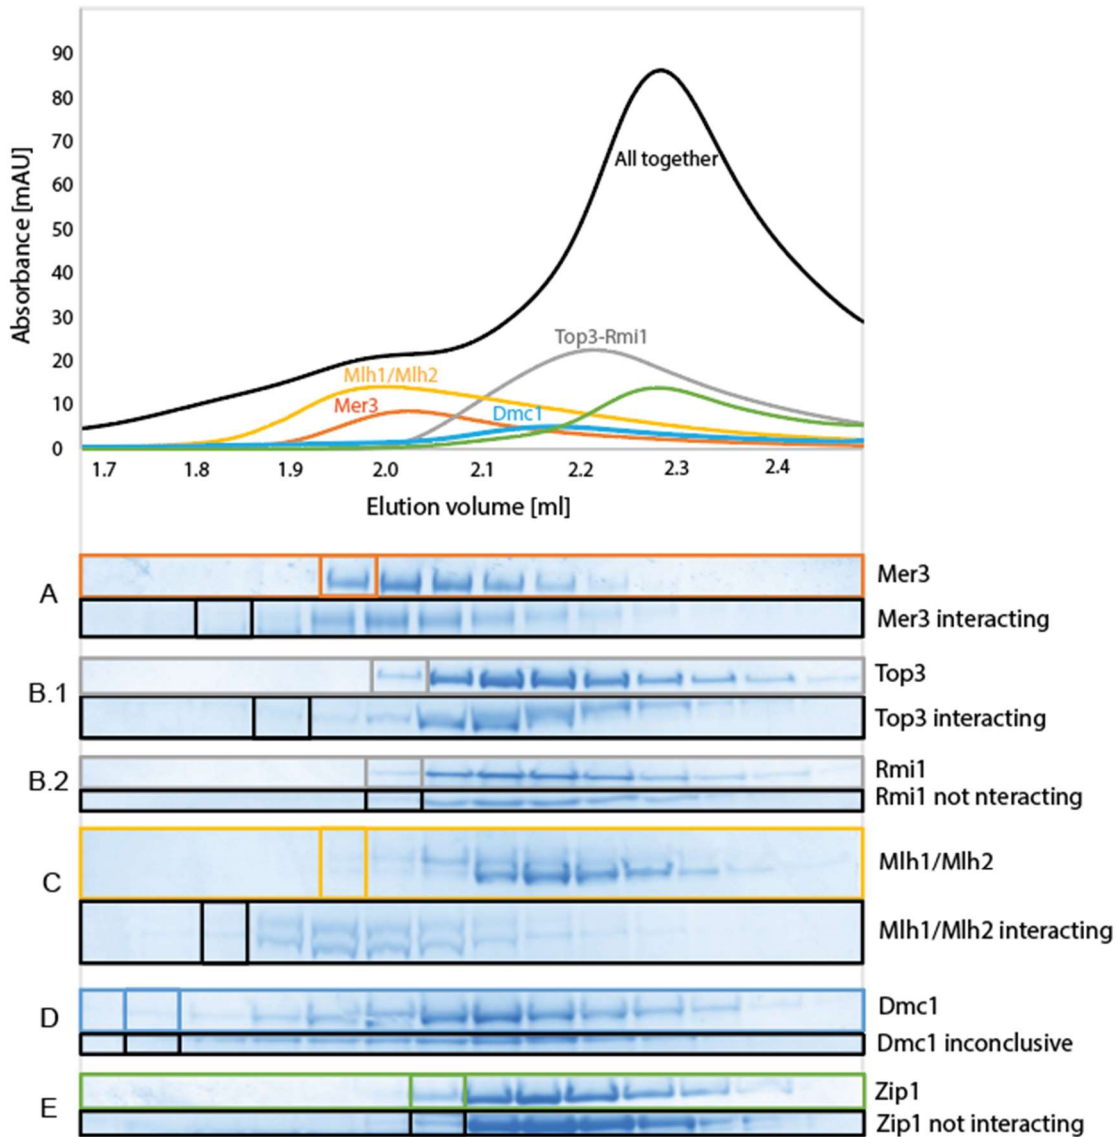 90
80
70
60
50
40
30
20
10
0
Absorbance [mAU]
All together
Top3-Rmi1
Mlh1/Mlh2
Mer3
Dmc1
1.7 1.8 1.9 2.0 2.1 2.2 2.3 2.4
Elution volume [ml]
A
Mer3
Mer3 interacting
B.1
Top3
Top3 interacting
B.2
Rmi1
Rmi1 not nteracting
C
Mlh1/Mlh2
Mlh1/Mlh2 interacting
D
Dmc1
Dmc1 inconclusive
E
Zip1
Zip1 not interacting